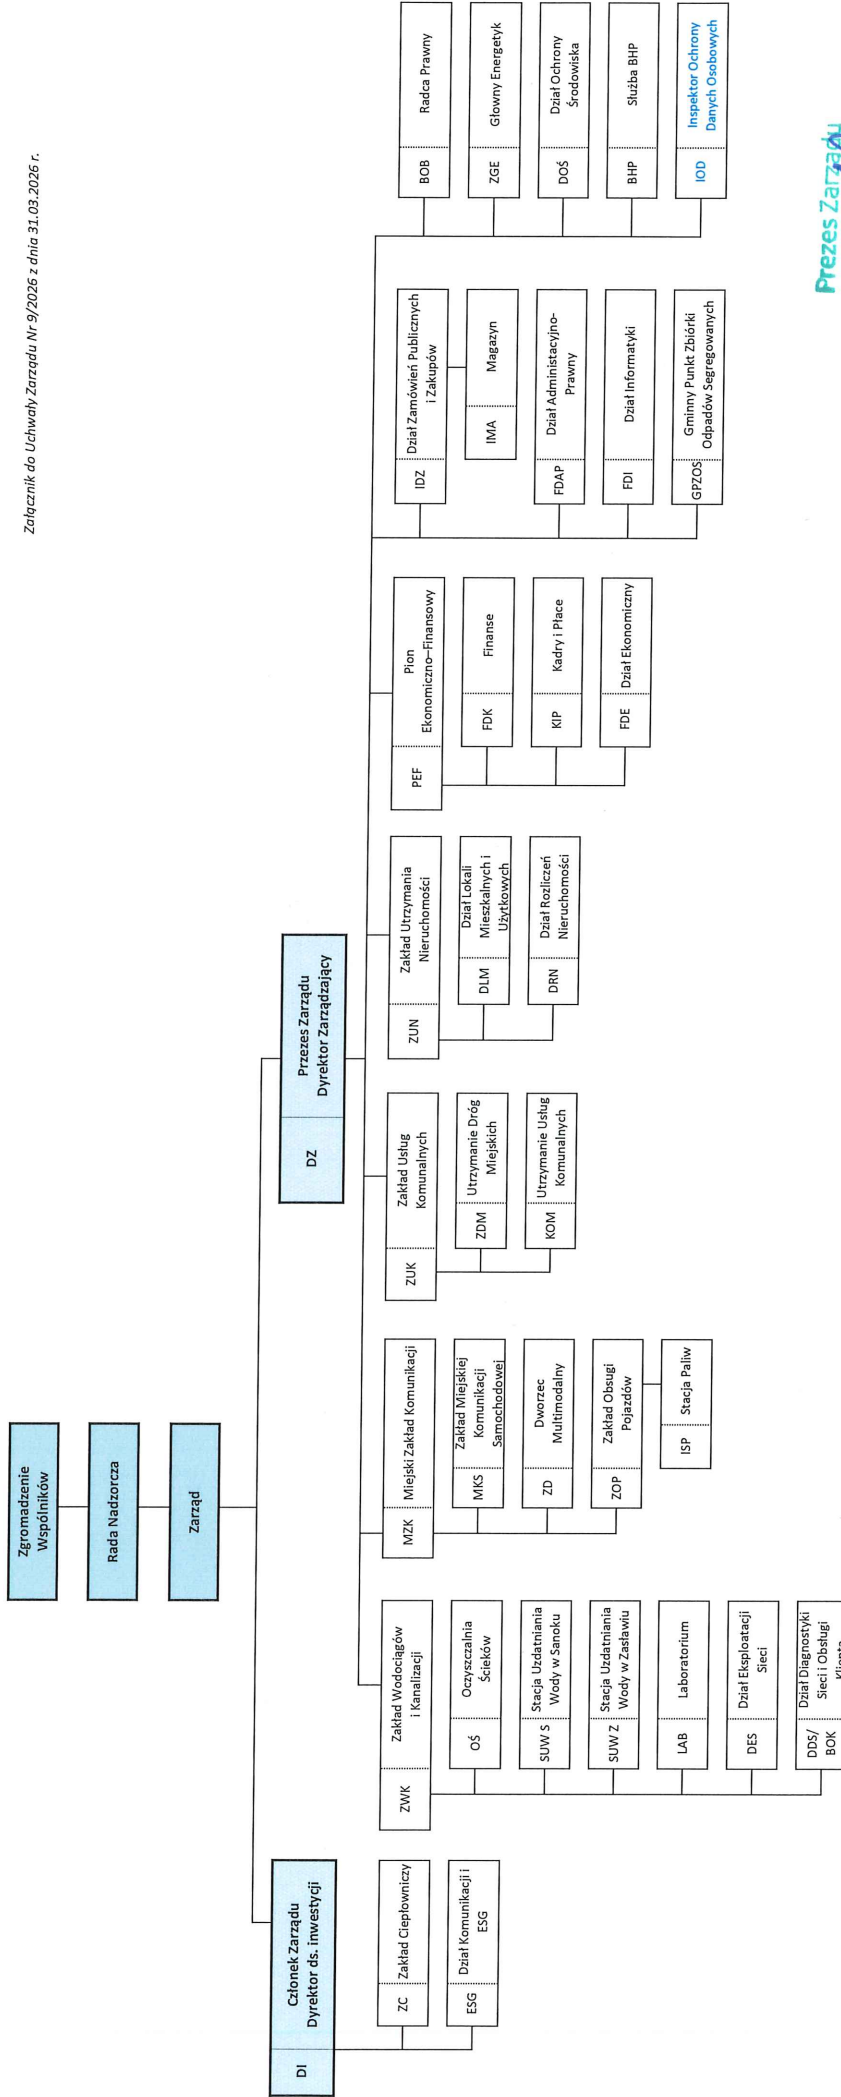 Załącznik do Uchwały Zarządu Nr 9/2026 z dnia 31.03.2026 r.
Zgromadzenie
Wspólników
Rada Nadzorcza
Zarząd
DI
Członek Zarządu
Dyrektor ds. inwestycji
DZ
Przezes Zarządu
Dyrektor Zarządzający
ZC
Zakład Ciepłowniczy
ESG
Dział Komunikacji i
ESG
ZWK
Zakład Wodociągów
i Kanalizacji
OŚ
Oczyszczalnia
Ścieków
SUW S
Stacja Uzdatniania
Wody w Sanoku
SUW Z
Stacja Uzdatniania
Wody w Zasławiu
LAB
Laboratorium
DES
Dział Eksploatacji
Sieci
DDS/
BOK
Dział Diagnostyki
Sieci i Obsługi
Klienta
MZK
Miejski Zakład Komunikacji
MKS
Zakład Miejskiej
Komunikacji
Samochodowej
ZD
Dworzec
Multimodalny
ZOP
Zakład Obsugi
Pojazdów
ISP
Stacja Paliw
ZUK
Zakład Usług
Komunalnych
ZDM
Utrzymanie Dróg
Miejskich
KOM
Utrzymanie Usług
Komunalnych
ZUN
Zakład Utrzymania
Nieruchomości
DLM
Dział Lokali
Mieszkalnych i
Użytkowych
DRN
Dział Rozliczeń
Nieruchomości
PEF
Pion
Ekonomiczno–Finansowy
FDK
Finanse
KIP
Kadry i Płace
FDE
Dział Ekonomiczny
IDZ
Dział Zamówień Publicznych
i Zakupów
IMA
Magazyn
FDAP
Dział Administacyjno-
Prawny
FDI
Dział Informatyki
GPZOS
Gminny Punkt Zbiórki
Odpadów Segregowanych
BOB
Radca Prawny
ZGE
Głowny Energetyk
DOŚ
Dział Ochrony
Środowiska
BHP
Służba BHP
IOD
Inspektor Ochrony
Danych Osobowych
Prezes Zarządu